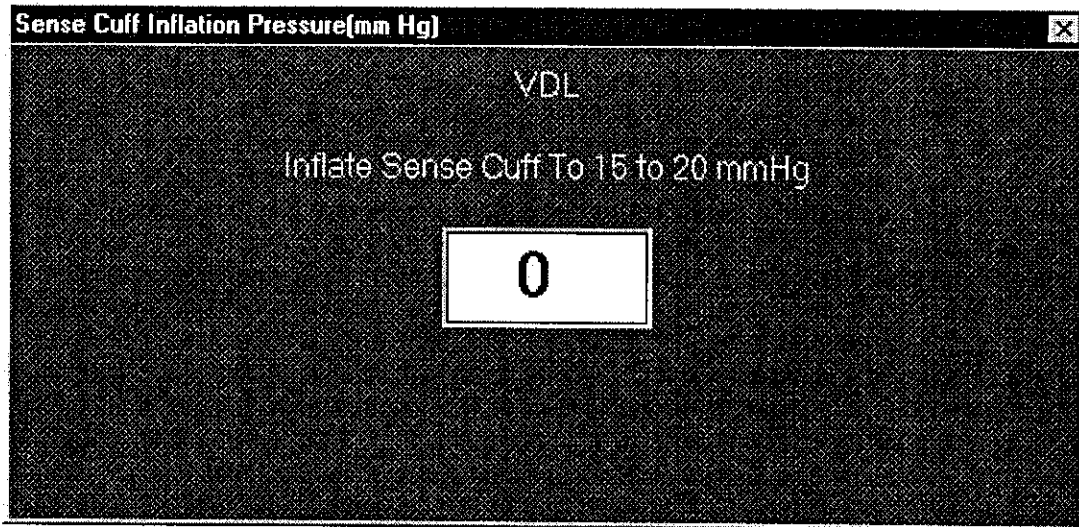 Sense Cuff Inflation Pressure(mm Hg)
VDL
Inflate Sense Cuff To 15 to 20 mmHg
0